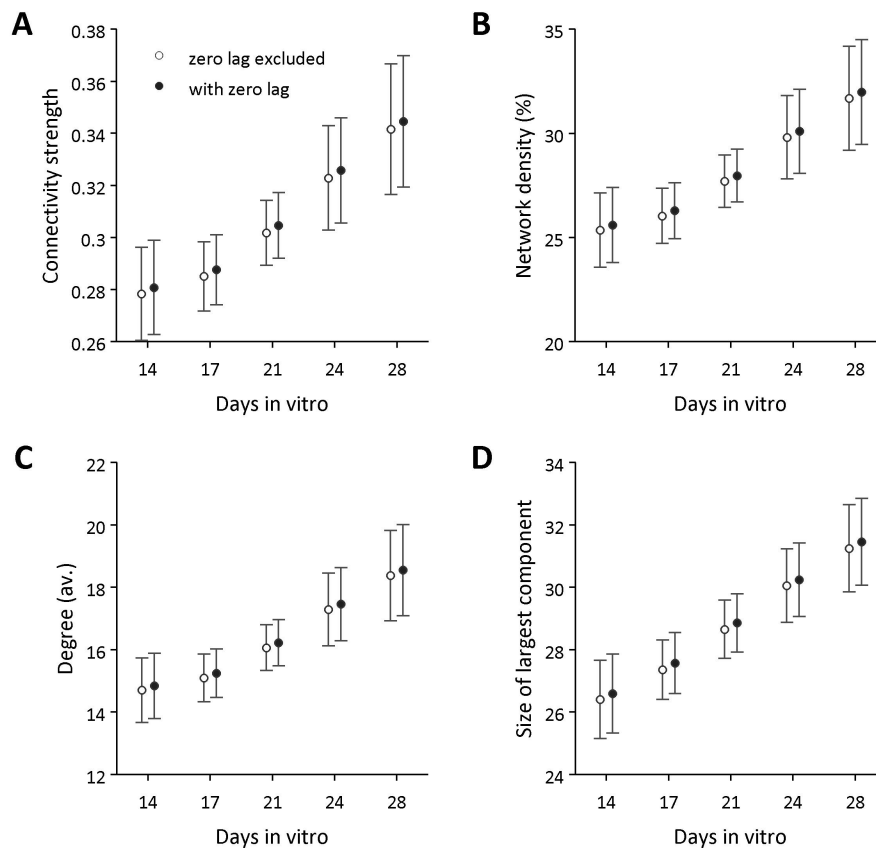 A
Connectivity strength
0.38
0.36
0.34
0.32
0.3
0.28
0.26
zero lag excluded
with zero lag
14 17 21 24 28
Days in vitro
B
Network density (%)
35
30
25
20
14 17 21 24 28
Days in vitro
C
Degree (av.)
22
20
18
16
14
12
14 17 21 24 28
Days in vitro
D
Size of largest component
34
32
30
28
26
24
14 17 21 24 28
Days in vitro